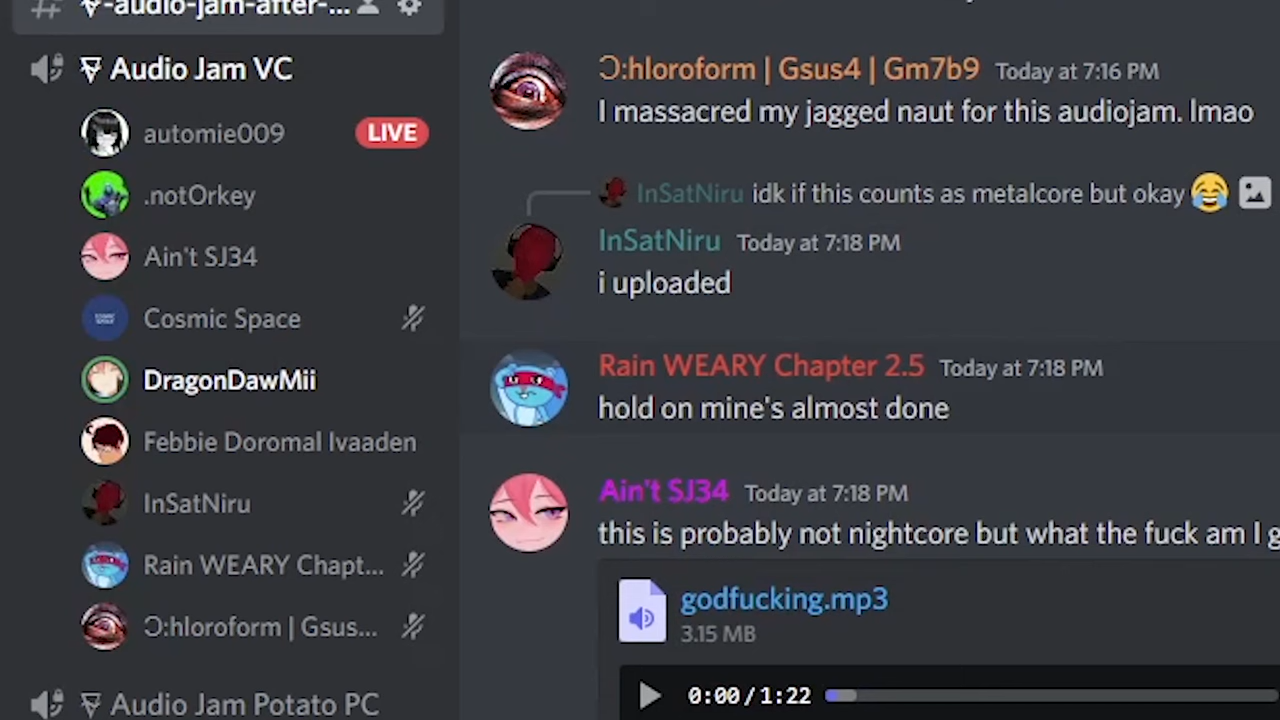 -audio-jam-after-...
Audio Jam VC
automie009
LIVE
.notOrkey
Ain't SJ34
Cosmic Space
DragonDawMii
Febbie Doromal Ivaaden
InSatNiru
Rain WEARY Chapt...
Ɔ:hloroform | Gsus...
Audio Jam Potato PC
Ɔ:hloroform | Gsus4 | Gm7b9 Today at 7:16 PM
I massacred my jagged naut for this audiojam. lmao
InSatNiru idk if this counts as metalcore but okay 😂
InSatNiru Today at 7:18 PM
i uploaded
Rain WEARY Chapter 2.5 Today at 7:18 PM
hold on mine's almost done
Ain't SJ34 Today at 7:18 PM
this is probably not nightcore but what the fuck am I
godfucking.mp3
3.15 MB
0:00/1:22